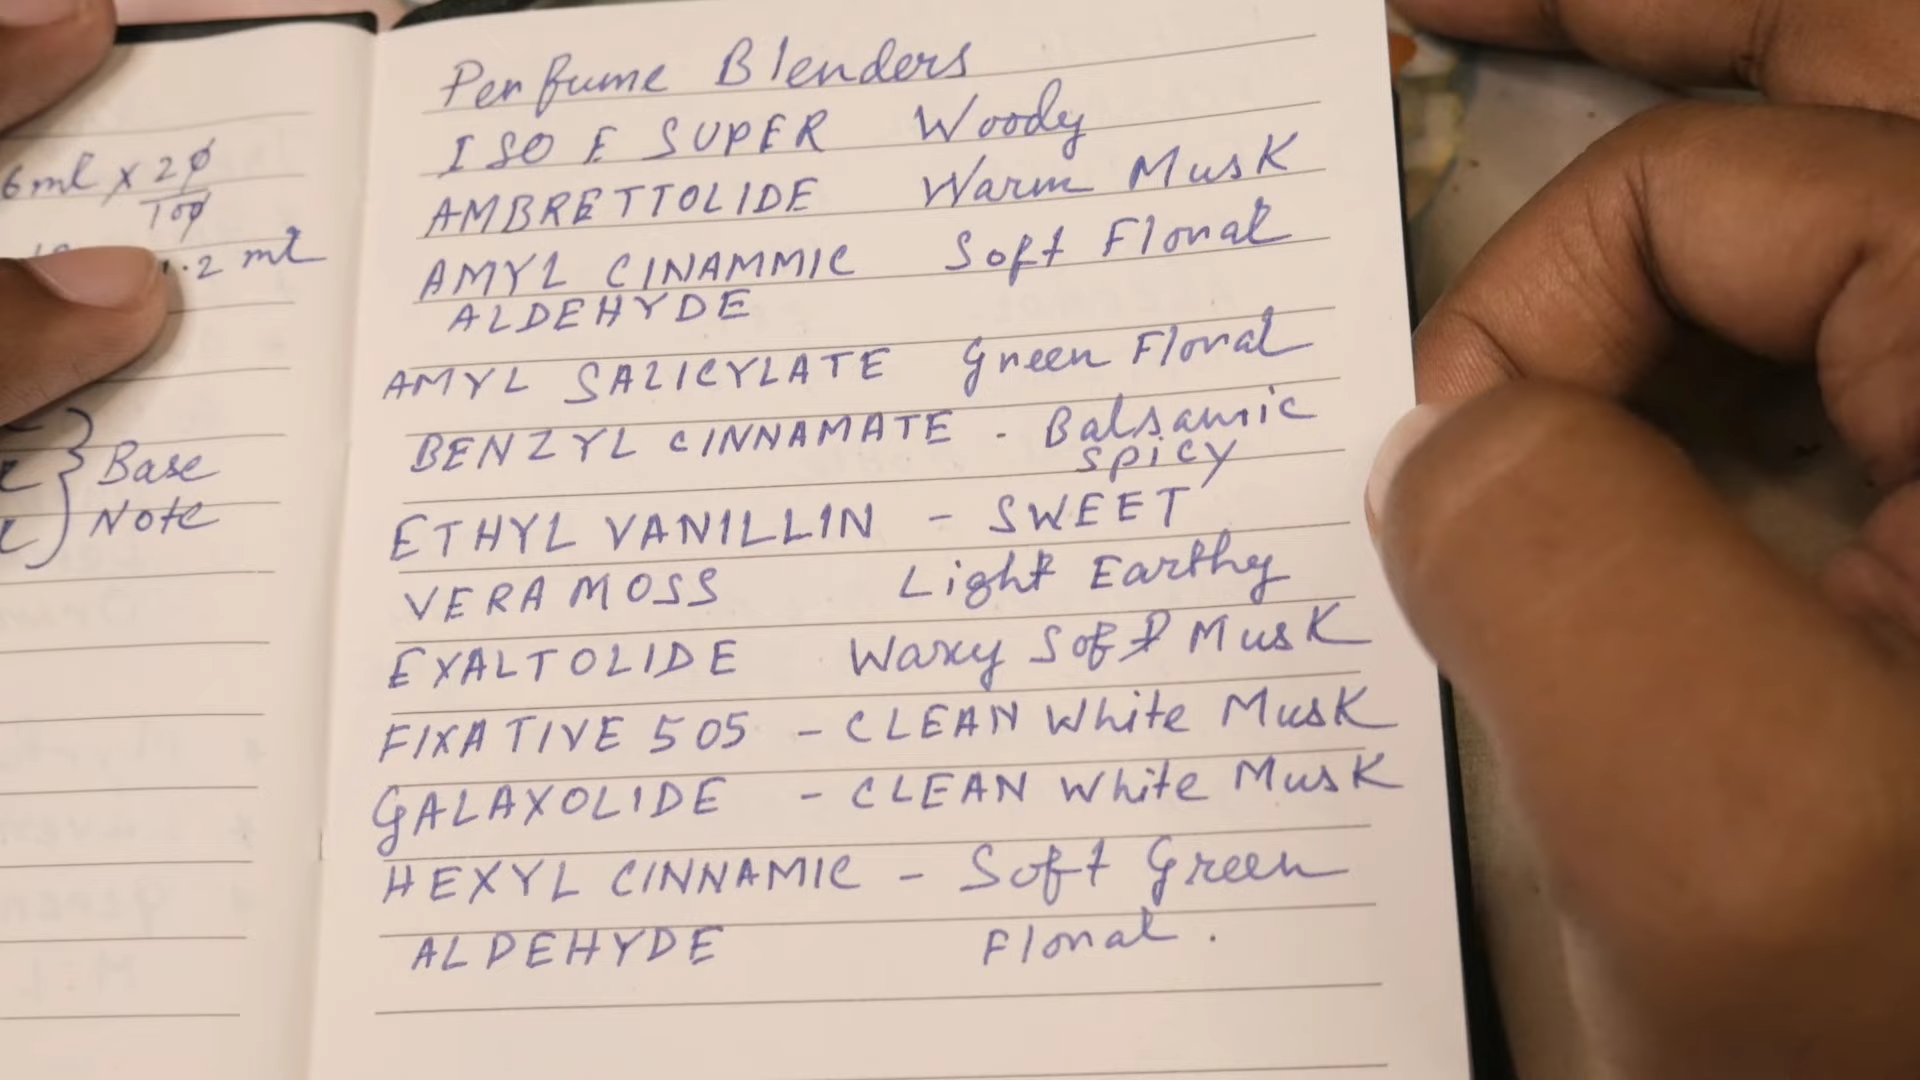 6ml x 20/100
.2 ml
Base
Note
Perfume Blenders
ISO E SUPER Woody
AMBRETTOLIDE Warm Musk
AMYL CINAMMIC Soft Floral
ALDEHYDE
AMYL SALICYLATE Green Floral
BENZYL CINNAMATE - Balsamic
SPICY
ETHYL VANILLIN - SWEET
VERA MOSS Light Earthy
EXALTOLIDE Waxy Soft Musk
FIXATIVE 505 - CLEAN White Musk
GALAXOLIDE - CLEAN White Musk
HEXYL CINNAMIC - Soft Green
ALDEHYDE Floral.